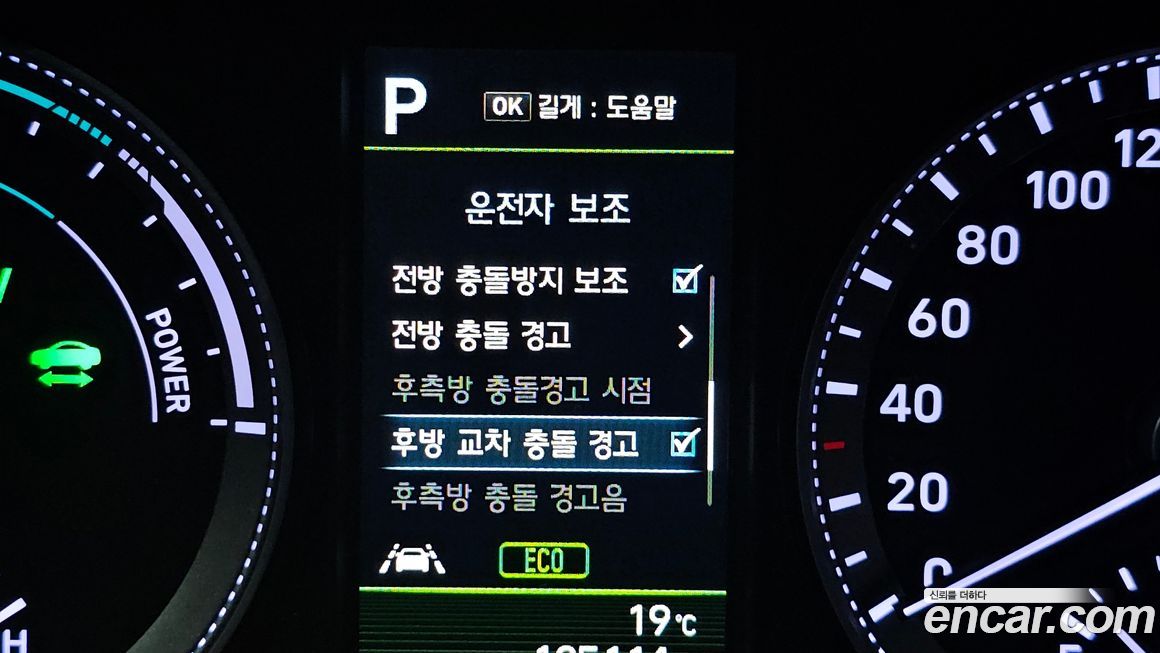 P
OK 길게 : 도움말
운전자 보조
전방 충돌방지 보조
전방 충돌 경고
후측방 충돌경고 시점
후방 교차 충돌 경고
후측방 충돌 경고음
ECO
19℃
POWER
H
100
80
60
40
20
신뢰를 더하다
encar.com